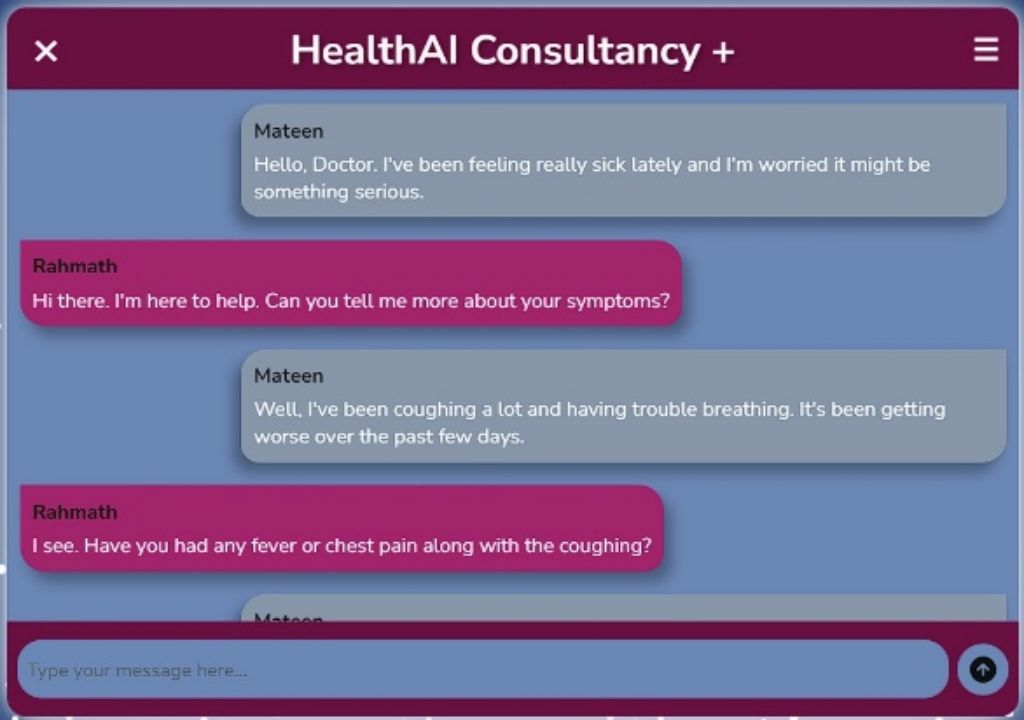 HealthAI Consultancy +
Mateen
Hello, Doctor. I've been feeling really sick lately and I'm worried it might be
something serious.
Rahmath
Hi there. I'm here to help. Can you tell me more about your symptoms?
Mateen
Well, I've been coughing a lot and having trouble breathing. It's been getting
worse over the past few days.
Rahmath
I see. Have you had any fever or chest pain along with the coughing?
Mateen
Type your message here...